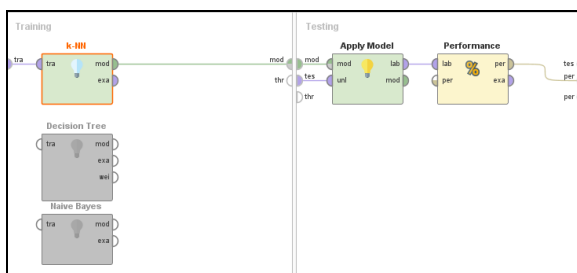 Training
Testing
k-NN
Apply Model
Performance
tra
tra
mod
exa
mod
thr
mod
tes
thr
mod
unl
lab
mod
lab
per
per
exa
tes
per
per
Decision Tree
tra
mod
exa
wei
Naive Bayes
tra
mod
exa